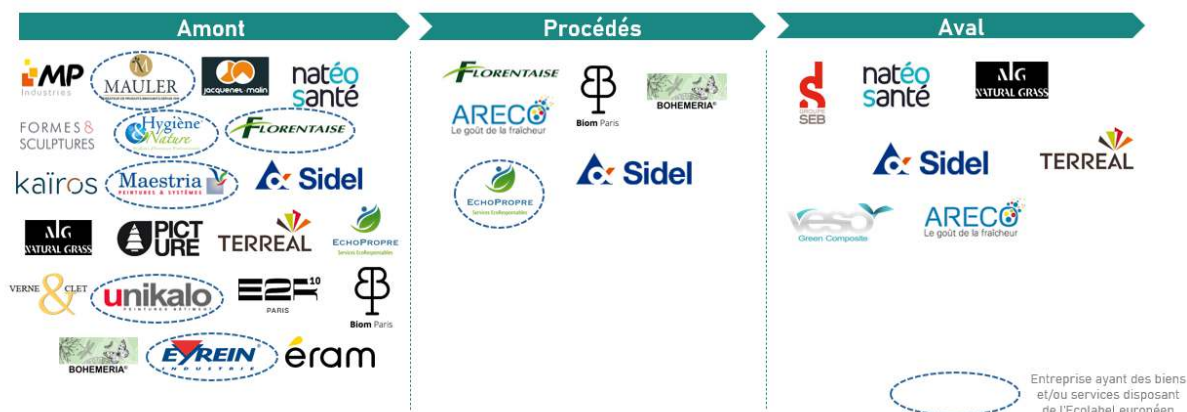 Amont
Procédés
Aval
MP
Industries
MAULER
jacquenet-malin
natéo
santé
FORMES &
SCULPTURES
Hygiène
& Nature
FLORENTAISE
kaïros
Maestria
PEINTURES & SYSTÈMES
Sidel
NG
NATURAL GRASS
PICT
URE
TERREAL
ECHOPROPRE
Services EcoResponsables
VERNE & CLET
unikalo
PEINTURES BÂTIMENT
E2R 10
PARIS
Biom Paris
BOHEMERIA®
EYREIN
INDUSTRIE
éram
FLORENTAISE
ARECO
Le goût de la fraîcheur
Biom Paris
BOHEMERIA®
ECHOPROPRE
Services EcoResponsables
Sidel
GROUPE
SEB
natéo
santé
NG
NATURAL GRASS
Sidel
TERREAL
VESO
Green Composite
ARECO
Le goût de la fraîcheur
Entreprise ayant des biens
et/ou services disposant
de l'Ecolabel européen